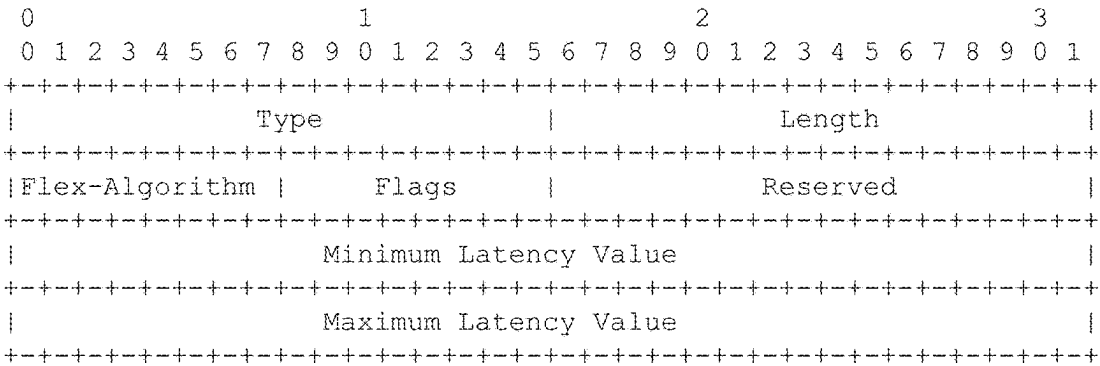 0                   1                   2                   3
 0 1 2 3 4 5 6 7 8 9 0 1 2 3 4 5 6 7 8 9 0 1 2 3 4 5 6 7 8 9 0 1
+-+-+-+-+-+-+-+-+-+-+-+-+-+-+-+-+-+-+-+-+-+-+-+-+-+-+-+-+-+-+-+-+
|              Type             |             Length            |
+-+-+-+-+-+-+-+-+-+-+-+-+-+-+-+-+-+-+-+-+-+-+-+-+-+-+-+-+-+-+-+-+
|Flex-Algorithm |     Flags     |            Reserved           |
+-+-+-+-+-+-+-+-+-+-+-+-+-+-+-+-+-+-+-+-+-+-+-+-+-+-+-+-+-+-+-+-+
|                  Minimum Latency Value                        |
+-+-+-+-+-+-+-+-+-+-+-+-+-+-+-+-+-+-+-+-+-+-+-+-+-+-+-+-+-+-+-+-+
|                  Maximum Latency Value                        |
+-+-+-+-+-+-+-+-+-+-+-+-+-+-+-+-+-+-+-+-+-+-+-+-+-+-+-+-+-+-+-+-+